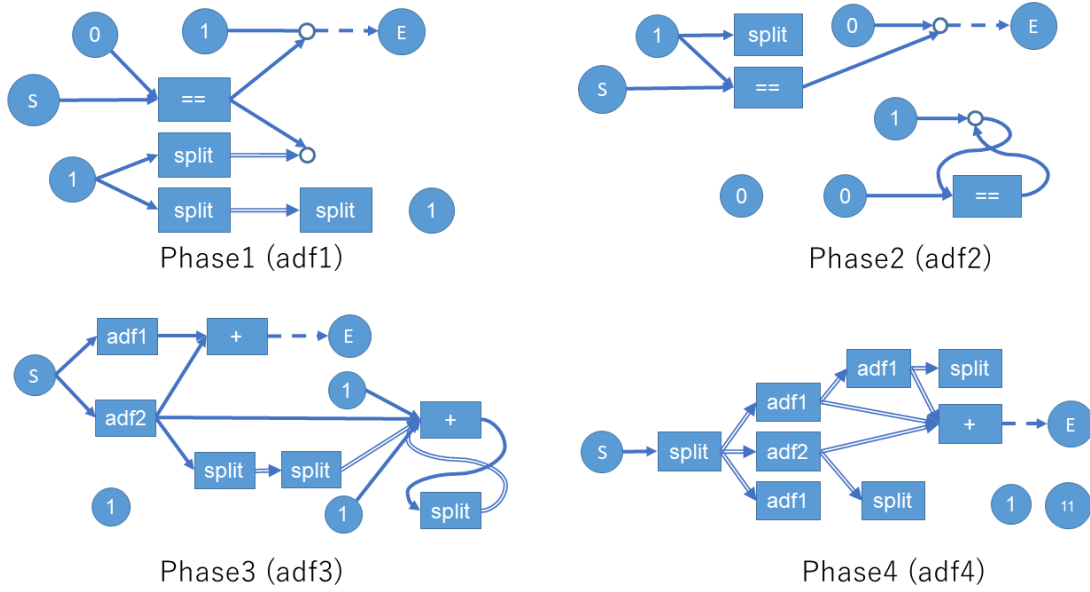 0
1
E
S
==
split
1
split
split
1
Phase1 (adf1)
1
split
0
E
S
==
1
0
0
==
Phase2 (adf2)
adf1
+
E
S
adf2
1
+
split
split
1
1
split
Phase3 (adf3)
adf1
split
adf1
+
E
S
split
adf2
adf1
split
1
11
Phase4 (adf4)